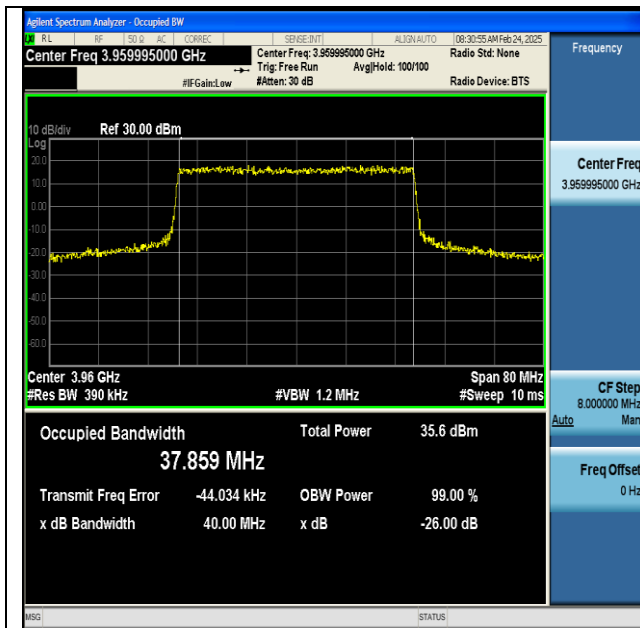 Agilent Spectrum Analyzer - Occupied BW
RL RF 50 Ω AC CORREC SENSE:INT ALIGN AUTO 08:30:55 AM Feb 24, 2025
Center Freq 3.959995000 GHz Center Freq: 3.959995000 GHz Radio Std: None
Trig: Free Run Avg|Hold: 100/100
#IFGain:Low #Atten: 30 dB Radio Device: BTS
Frequency
10 dB/div Ref 30.00 dBm
Log
20.0
10.0
0.00
-10.0
-20.0
-30.0
-40.0
-50.0
-60.0
Center Freq
3.959995000 GHz
Center 3.96 GHz Span 80 MHz
#Res BW 390 kHz #VBW 1.2 MHz #Sweep 10 ms
CF Step
8.000000 MHz
Auto Man
Occupied Bandwidth Total Power 35.6 dBm
37.859 MHz
Transmit Freq Error -44.034 kHz OBW Power 99.00 %
x dB Bandwidth 40.00 MHz x dB -26.00 dB
Freq Offset
0 Hz
MSG STATUS